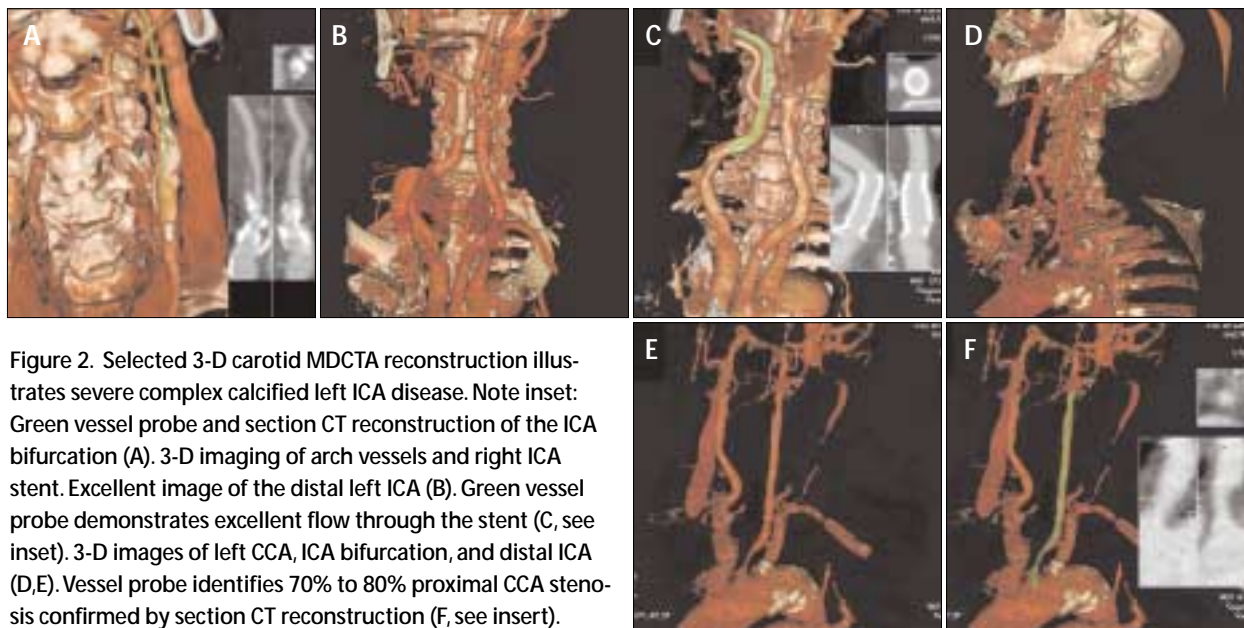 A
B
C
D
E
F
Figure 2. Selected 3-D carotid MDCTA reconstruction illus-
trates severe complex calcified left ICA disease. Note inset:
Green vessel probe and section CT reconstruction of the ICA
bifurcation (A). 3-D imaging of arch vessels and right ICA
stent. Excellent image of the distal left ICA (B). Green vessel
probe demonstrates excellent flow through the stent (C, see
inset). 3-D images of left CCA, ICA bifurcation, and distal ICA
(D,E). Vessel probe identifies 70% to 80% proximal CCA steno-
sis confirmed by section CT reconstruction (F, see insert).